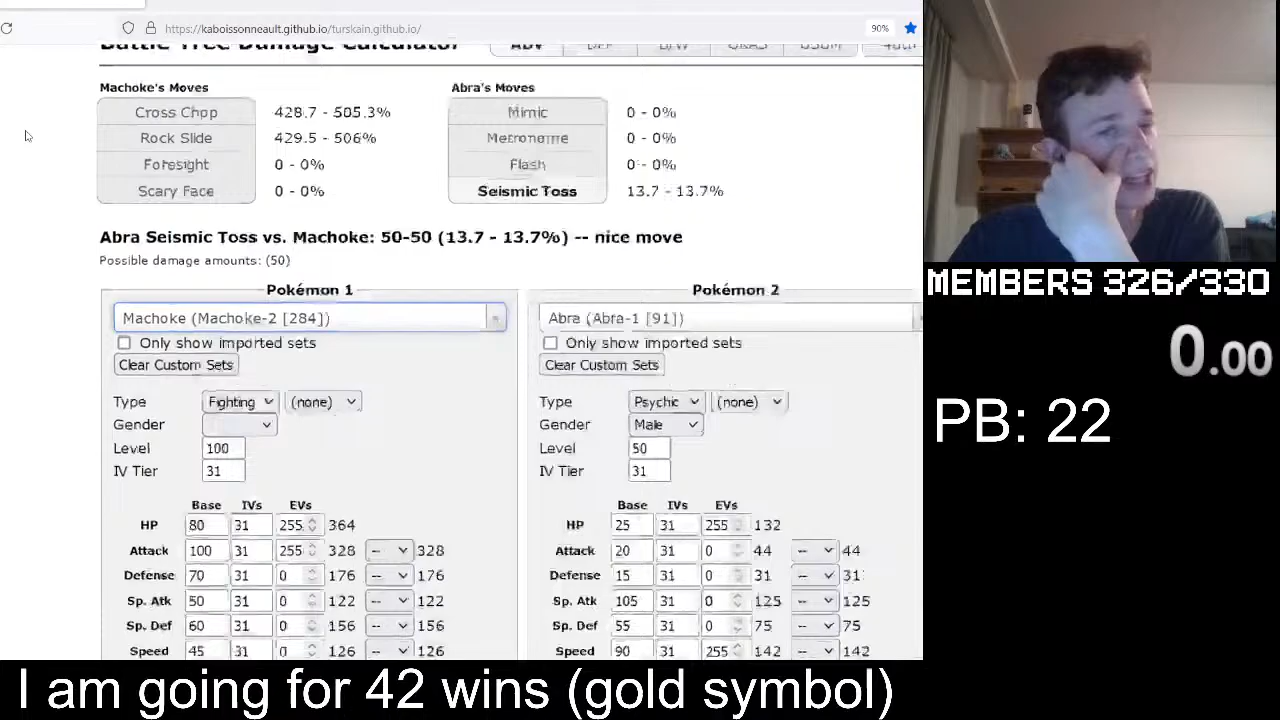 https://kaboissonneault.github.io/turskain.github.io/
90%
Battle Tree Damage Calculator
ADV
USUM
Machoke's Moves
Abra's Moves
Cross Chop 428.7 - 505.3% Mimic 0 - 0%
Rock Slide 429.5 - 506% Metronome 0 - 0%
Foresight 0 - 0% Flash 0 - 0%
Scary Face 0 - 0% Seismic Toss 13.7 - 13.7%
Abra Seismic Toss vs. Machoke: 50-50 (13.7 - 13.7%) -- nice move
Possible damage amounts: (50)
Pokémon 1
Pokémon 2
Machoke (Machoke-2 [284])
Abra (Abra-1 [91])
Only show imported sets
Only show imported sets
Clear Custom Sets
Clear Custom Sets
Type Fighting (none) Type Psychic (none)
Gender Gender Male
Level 100 Level 50
IV Tier 31 IV Tier 31
Base IVs EVs Base IVs EVs
HP 80 31 255 364 HP 25 31 255 132
Attack 100 31 255 328 -- 328 Attack 20 31 0 44 -- 44
Defense 70 31 0 176 -- 176 Defense 15 31 0 31 -- 31
Sp. Atk 50 31 0 122 -- 122 Sp. Atk 105 31 0 125 -- 125
Sp. Def 60 31 0 156 -- 156 Sp. Def 55 31 0 75 -- 75
Speed 45 31 0 126 -- 126 Speed 90 31 255 142 -- 142
MEMBERS 326/330
0.00
PB: 22
I am going for 42 wins (gold symbol)